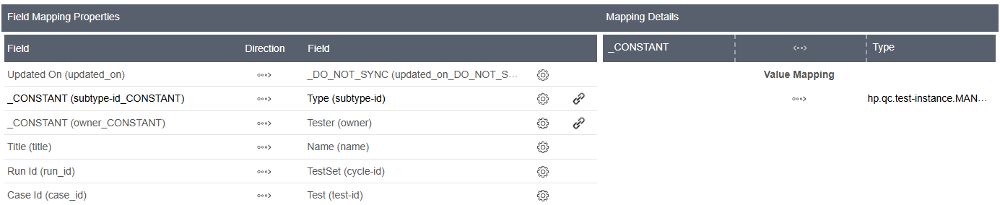 Field Mapping Properties Mapping Details
Field Direction Field _CONSTANT Type
Updated On (updated_on) _DO_NOT_SYNC (updated_on_DO_NOT_S... Value Mapping
_CONSTANT (subtype-id_CONSTANT) Type (subtype-id) hp.qc.test-instance.MAN...
_CONSTANT (owner_CONSTANT) Tester (owner)
Title (title) Name (name)
Run Id (run_id) TestSet (cycle-id)
Case Id (case_id) Test (test-id)